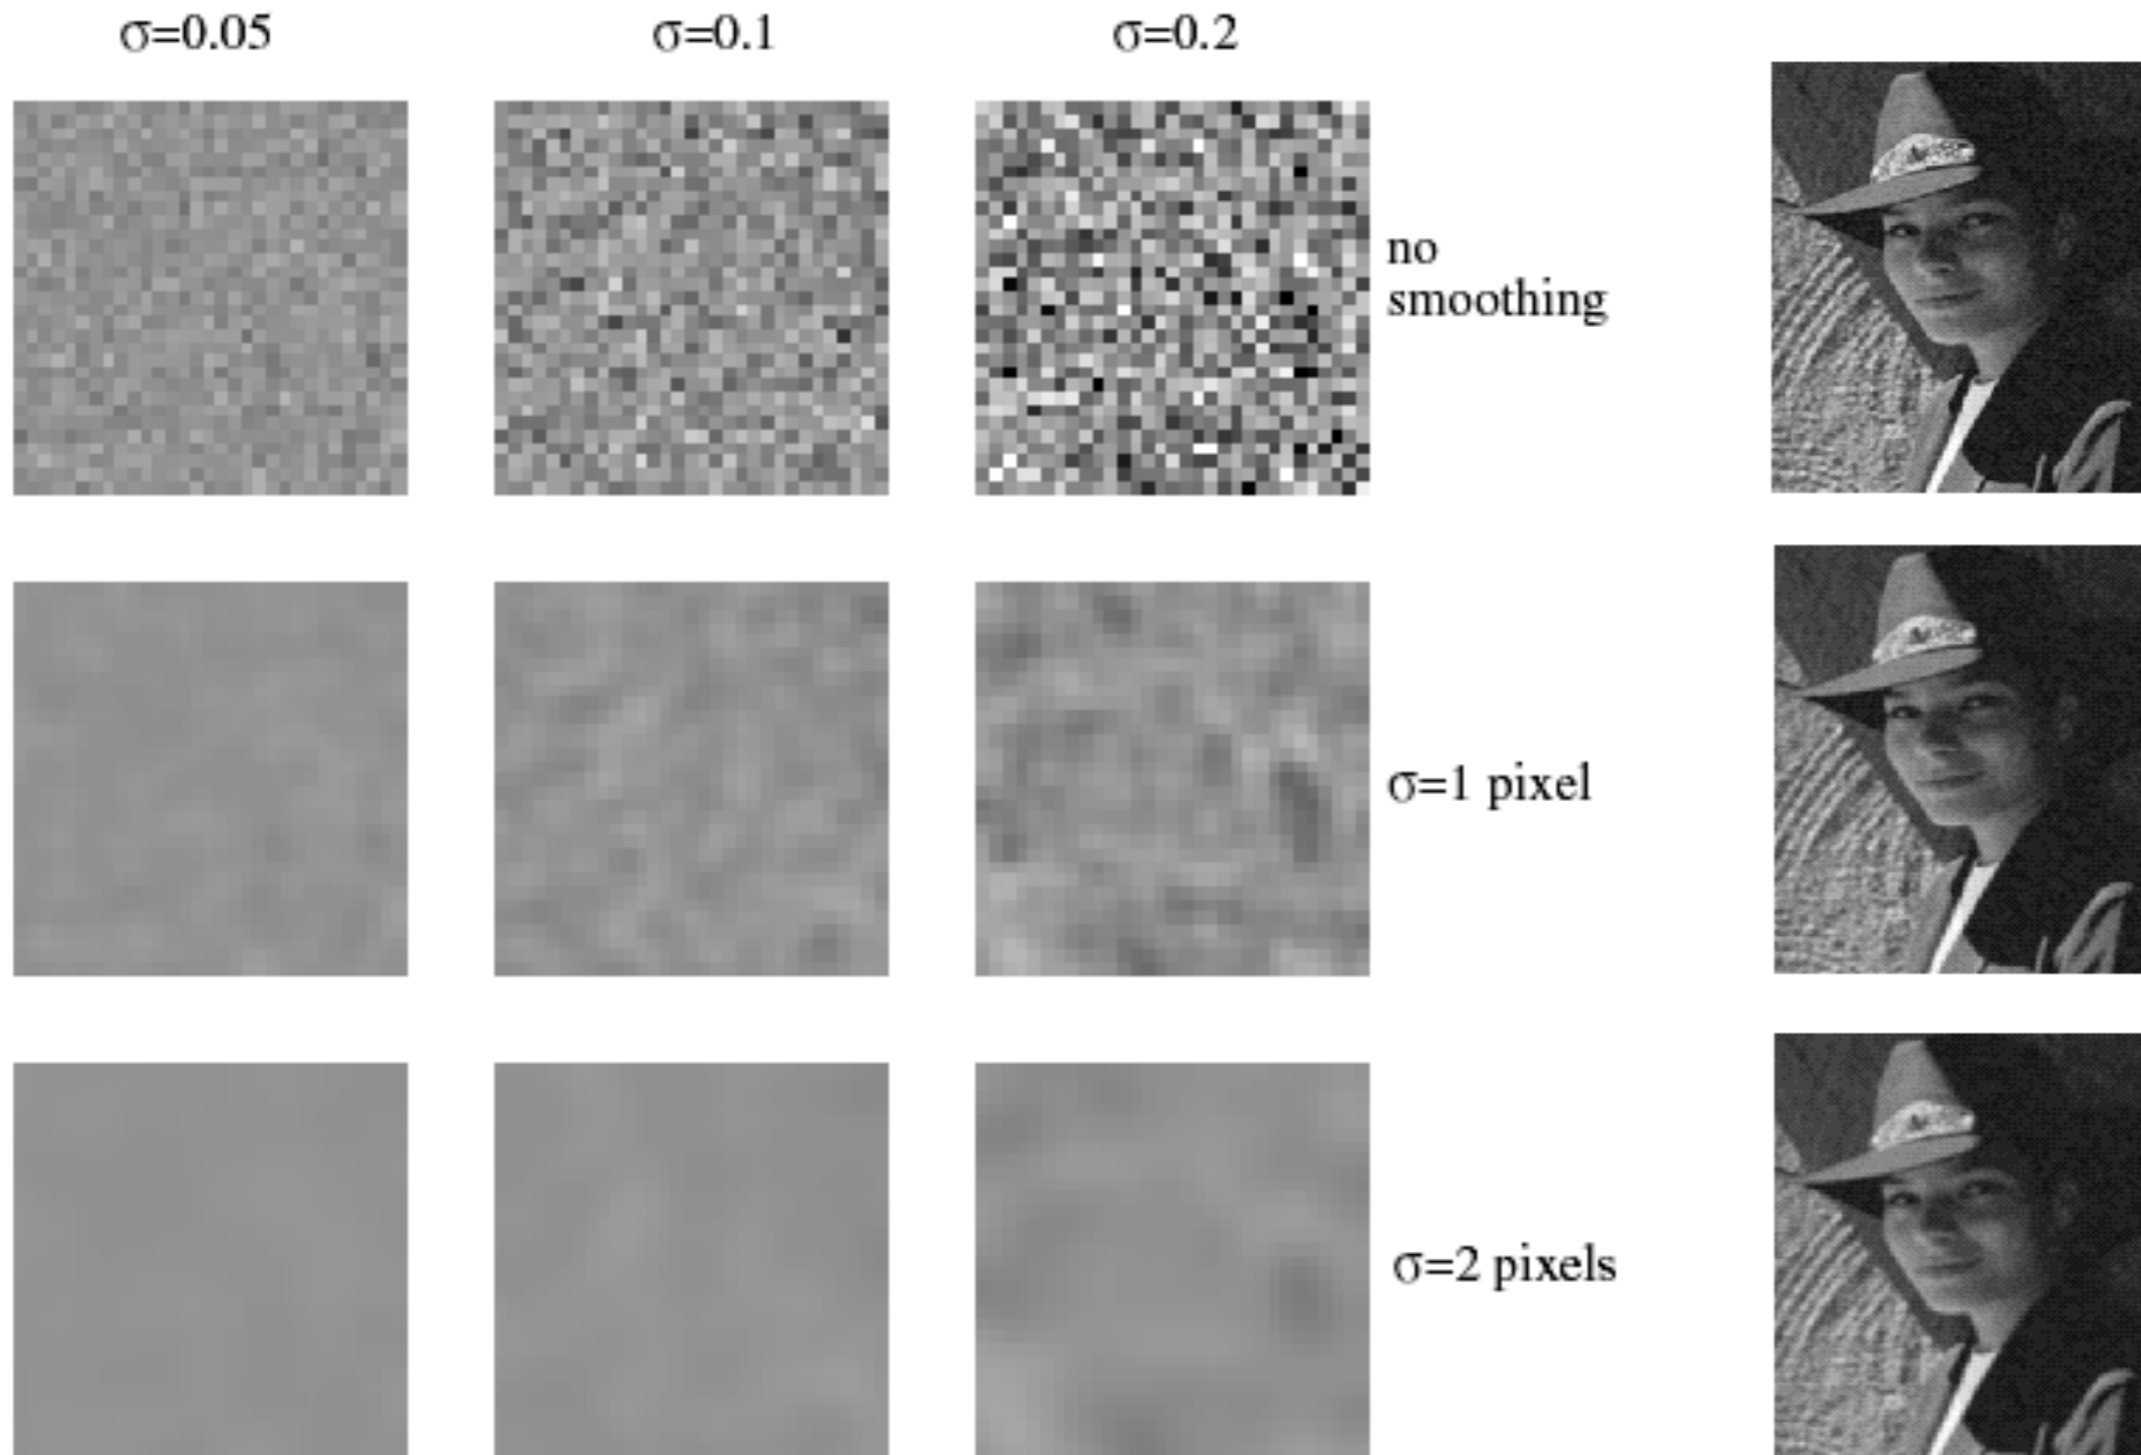 σ=0.05
σ=0.1
σ=0.2
no
smoothing
σ=1 pixel
σ=2 pixels